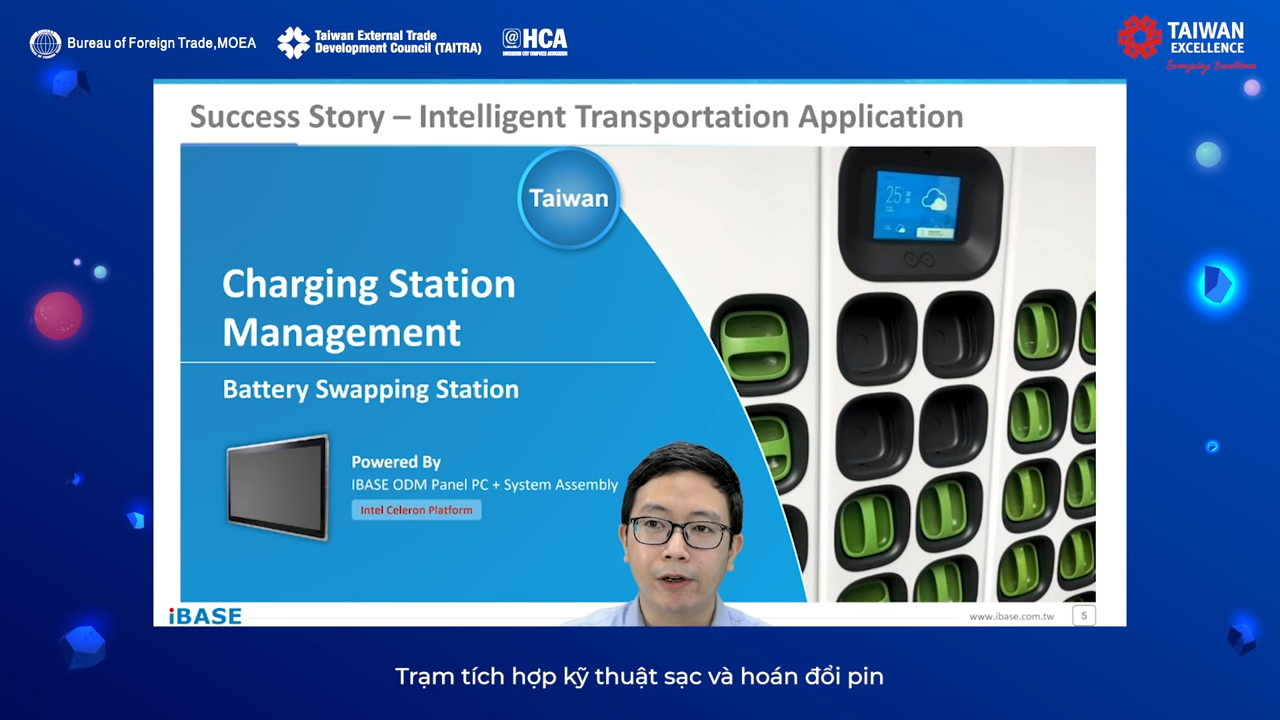 Bureau of Foreign Trade,MOEA
Taiwan External Trade
Development Council (TAITRA)
@HCA
TAIWAN
EXCELLENCE
Everyday Excellence
Success Story – Intelligent Transportation Application
Taiwan
25°
Charging Station
Management
Battery Swapping Station
Powered By
IBASE ODM Panel PC + System Assembly
Intel Celeron Platform
iBASE
www.ibase.com.tw
5
Trạm tích hợp kỹ thuật sạc và hoán đổi pin